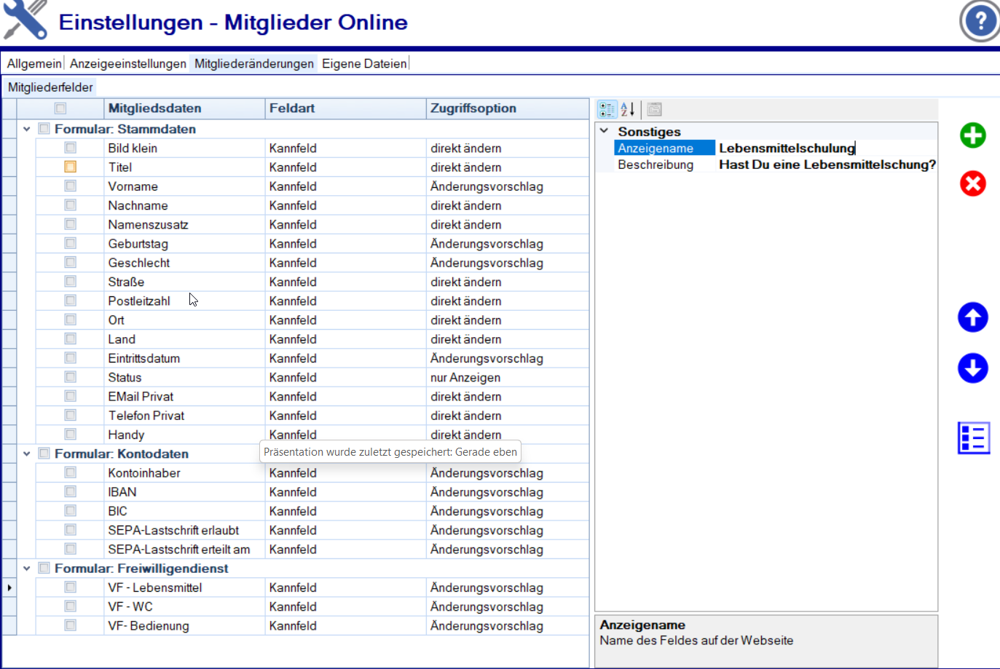 Einstellungen - Mitglieder Online
Allgemein Anzeigeeinstellungen Mitgliederänderungen Eigene Dateien
Mitgliederfelder
Mitgliedsdaten Feldart Zugriffsoption
Formular: Stammdaten
Bild klein Kannfeld direkt ändern
Titel Kannfeld direkt ändern
Vorname Kannfeld Änderungsvorschlag
Nachname Kannfeld direkt ändern
Namenszusatz Kannfeld direkt ändern
Geburtstag Kannfeld Änderungsvorschlag
Geschlecht Kannfeld Änderungsvorschlag
Straße Kannfeld direkt ändern
Postleitzahl Kannfeld direkt ändern
Ort Kannfeld direkt ändern
Land Kannfeld direkt ändern
Eintrittsdatum Kannfeld Änderungsvorschlag
Status Kannfeld nur Anzeigen
EMail Privat Kannfeld direkt ändern
Telefon Privat Kannfeld direkt ändern
Handy Kannfeld direkt ändern
Präsentation wurde zuletzt gespeichert: Gerade eben
Formular: Kontodaten
Kontoinhaber Kannfeld Änderungsvorschlag
IBAN Kannfeld Änderungsvorschlag
BIC Kannfeld Änderungsvorschlag
SEPA-Lastschrift erlaubt Kannfeld Änderungsvorschlag
SEPA-Lastschrift erteilt am Kannfeld Änderungsvorschlag
Formular: Freiwilligendienst
VF - Lebensmittel Kannfeld Änderungsvorschlag
VF - WC Kannfeld Änderungsvorschlag
VF- Bedienung Kannfeld Änderungsvorschlag
A Z
Sonstiges
Anzeigename Lebensmittelschulung
Beschreibung Hast Du eine Lebensmittelschung?
Anzeigename
Name des Feldes auf der Webseite
?